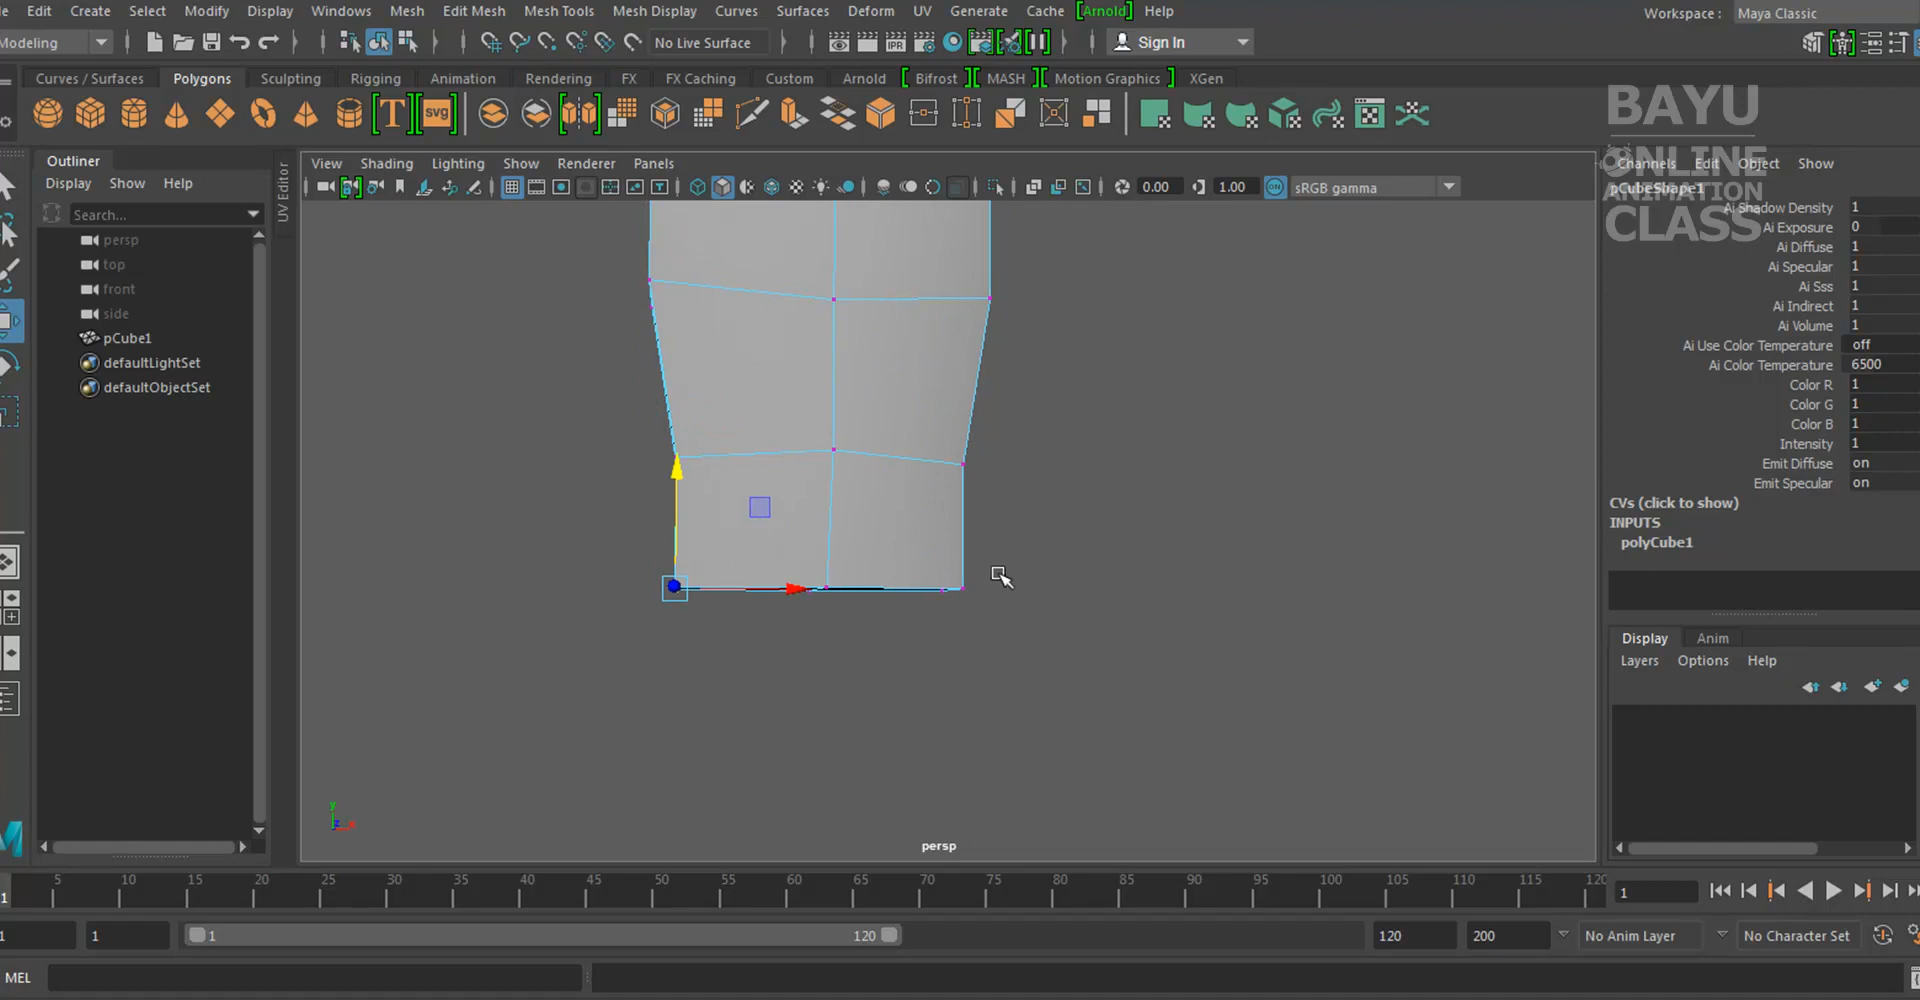 Edit Create Select Modify Display Windows Mesh Edit Mesh Mesh Tools Mesh Display Curves Surfaces Deform UV Generate Cache [Arnold] Help
Workspace : Maya Classic
Modeling
No Live Surface
IPR
Sign In
Curves / Surfaces Polygons Sculpting Rigging Animation Rendering FX FX Caching Custom Arnold Bifrost MASH Motion Graphics XGen
T svg
BAYU
ONLINE
ANIMATION
CLASS
Outliner
Display Show Help
Search...
persp
top
front
side
pCube1
defaultLightSet
defaultObjectSet
UV Editor
View Shading Lighting Show Renderer Panels
0.00 1.00 ON sRGB gamma
y
z x
persp
Channels Edit Object Show
pCubeShape1
Ai Shadow Density 1
Ai Exposure 0
Ai Diffuse 1
Ai Specular 1
Ai Sss 1
Ai Indirect 1
Ai Volume 1
Ai Use Color Temperature off
Ai Color Temperature 6500
Color R 1
Color G 1
Color B 1
Intensity 1
Emit Diffuse on
Emit Specular on
CVs (click to show)
INPUTS
polyCube1
Display Anim
Layers Options Help
1 5 10 15 20 25 30 35 40 45 50 55 60 65 70 75 80 85 90 95 100 105 110 115 120
1
1 1 1 120 120 200 No Anim Layer No Character Set
MEL